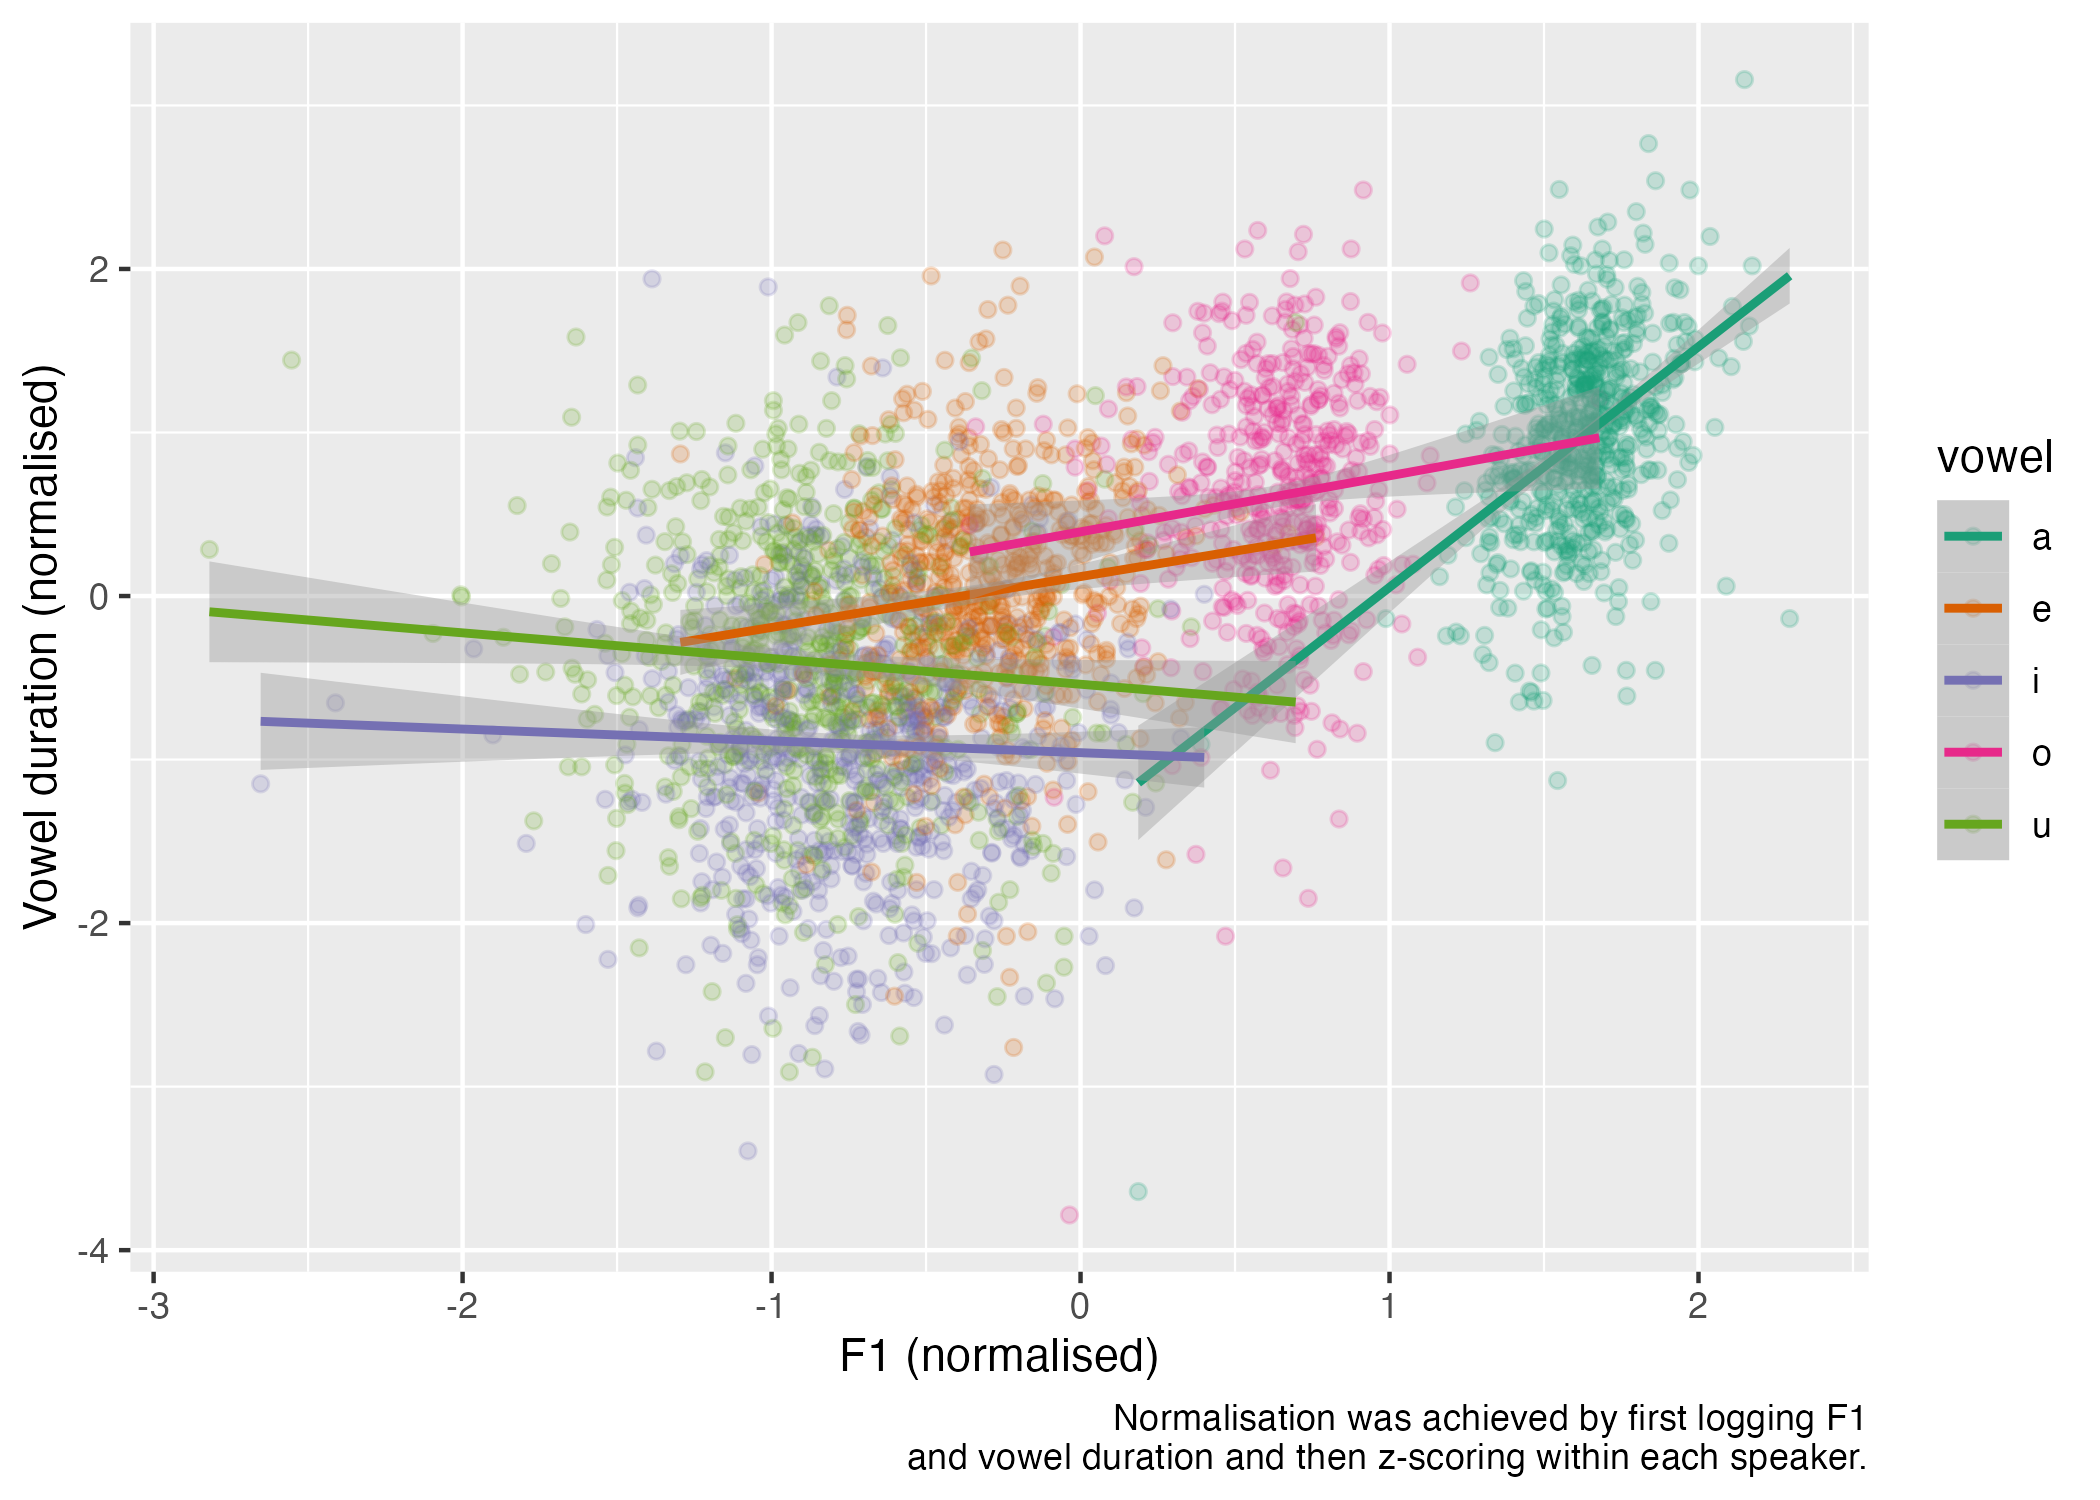 Vowel duration (normalised)
2
0
-2
-4
-3
-2
-1
0
1
2
F1 (normalised)
vowel
a
e
i
o
u
Normalisation was achieved by first logging F1
and vowel duration and then z-scoring within each speaker.